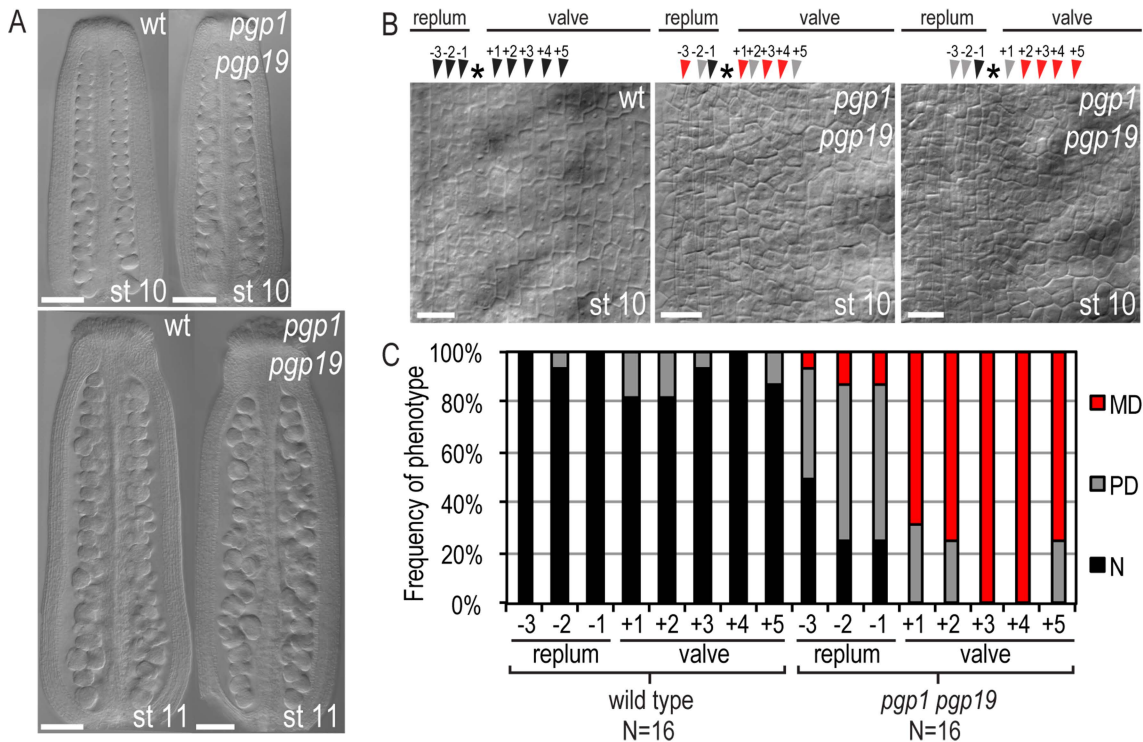 A
wt
pgp1
pgp19
st 10
st 10
wt
pgp1
pgp19
st 11
st 11
B
replum
valve
replum
valve
replum
valve
-3 -2 -1 * +1 +2 +3 +4 +5
-3 -2 -1 * +1 +2 +3 +4 +5
-3 -2 -1 * +1 +2 +3 +4 +5
wt
st 10
pgp1
pgp19
st 10
pgp1
pgp19
st 10
C
Frequency of phenotype
100%
80%
60%
40%
20%
0%
MD
PD
N
-3 -2 -1 +1 +2 +3 +4 +5 -3 -2 -1 +1 +2 +3 +4 +5
replum valve replum valve
wild type
N=16
pgp1 pgp19
N=16